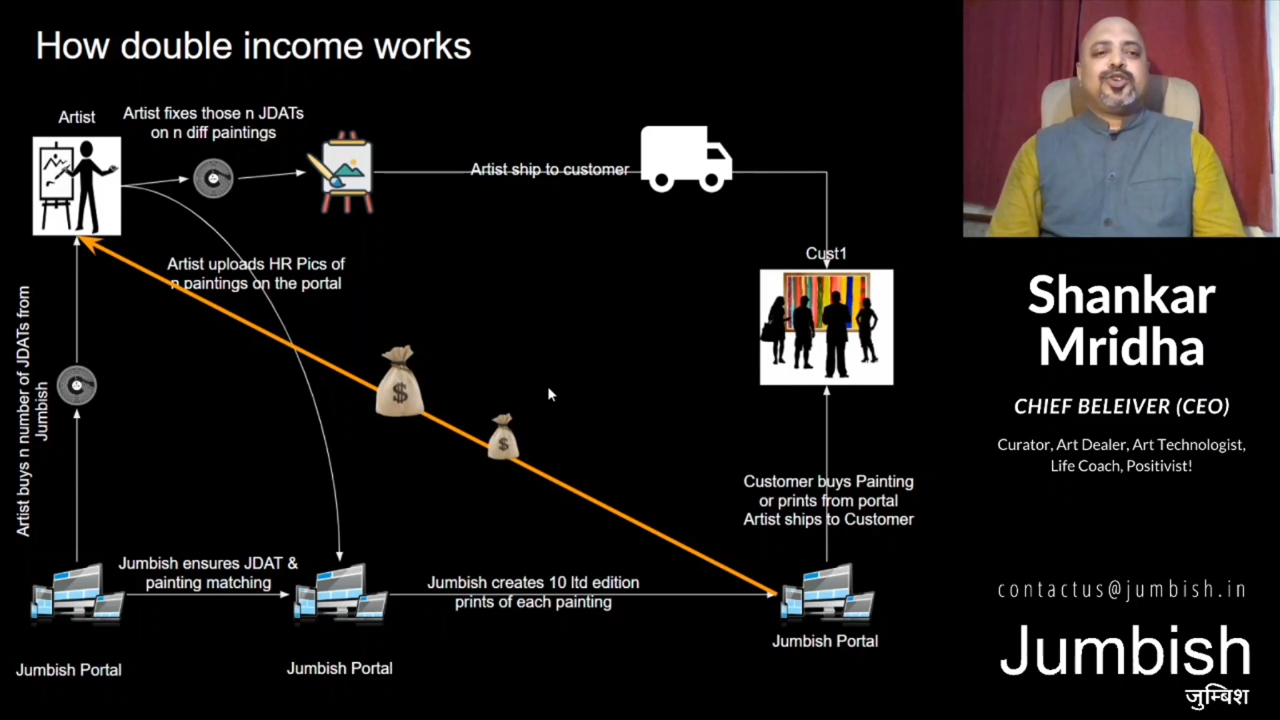 How double income works
Artist
Artist fixes those n JDATs
on n diff paintings
Artist ship to customer
Cust1
Artist uploads HR Pics of
n paintings on the portal
Artist buys n number of JDATs from
Jumbish
$
$
Customer buys Painting
or prints from portal
Artist ships to Customer
Jumbish ensures JDAT &
painting matching
Jumbish creates 10 ltd edition
prints of each painting
Jumbish Portal
Jumbish Portal
Jumbish Portal
Shankar
Mridha
CHIEF BELEIVER (CEO)
Curator, Art Dealer, Art Technologist,
Life Coach, Positivist!
contactus@jumbish.in
Jumbish
जुम्बिश